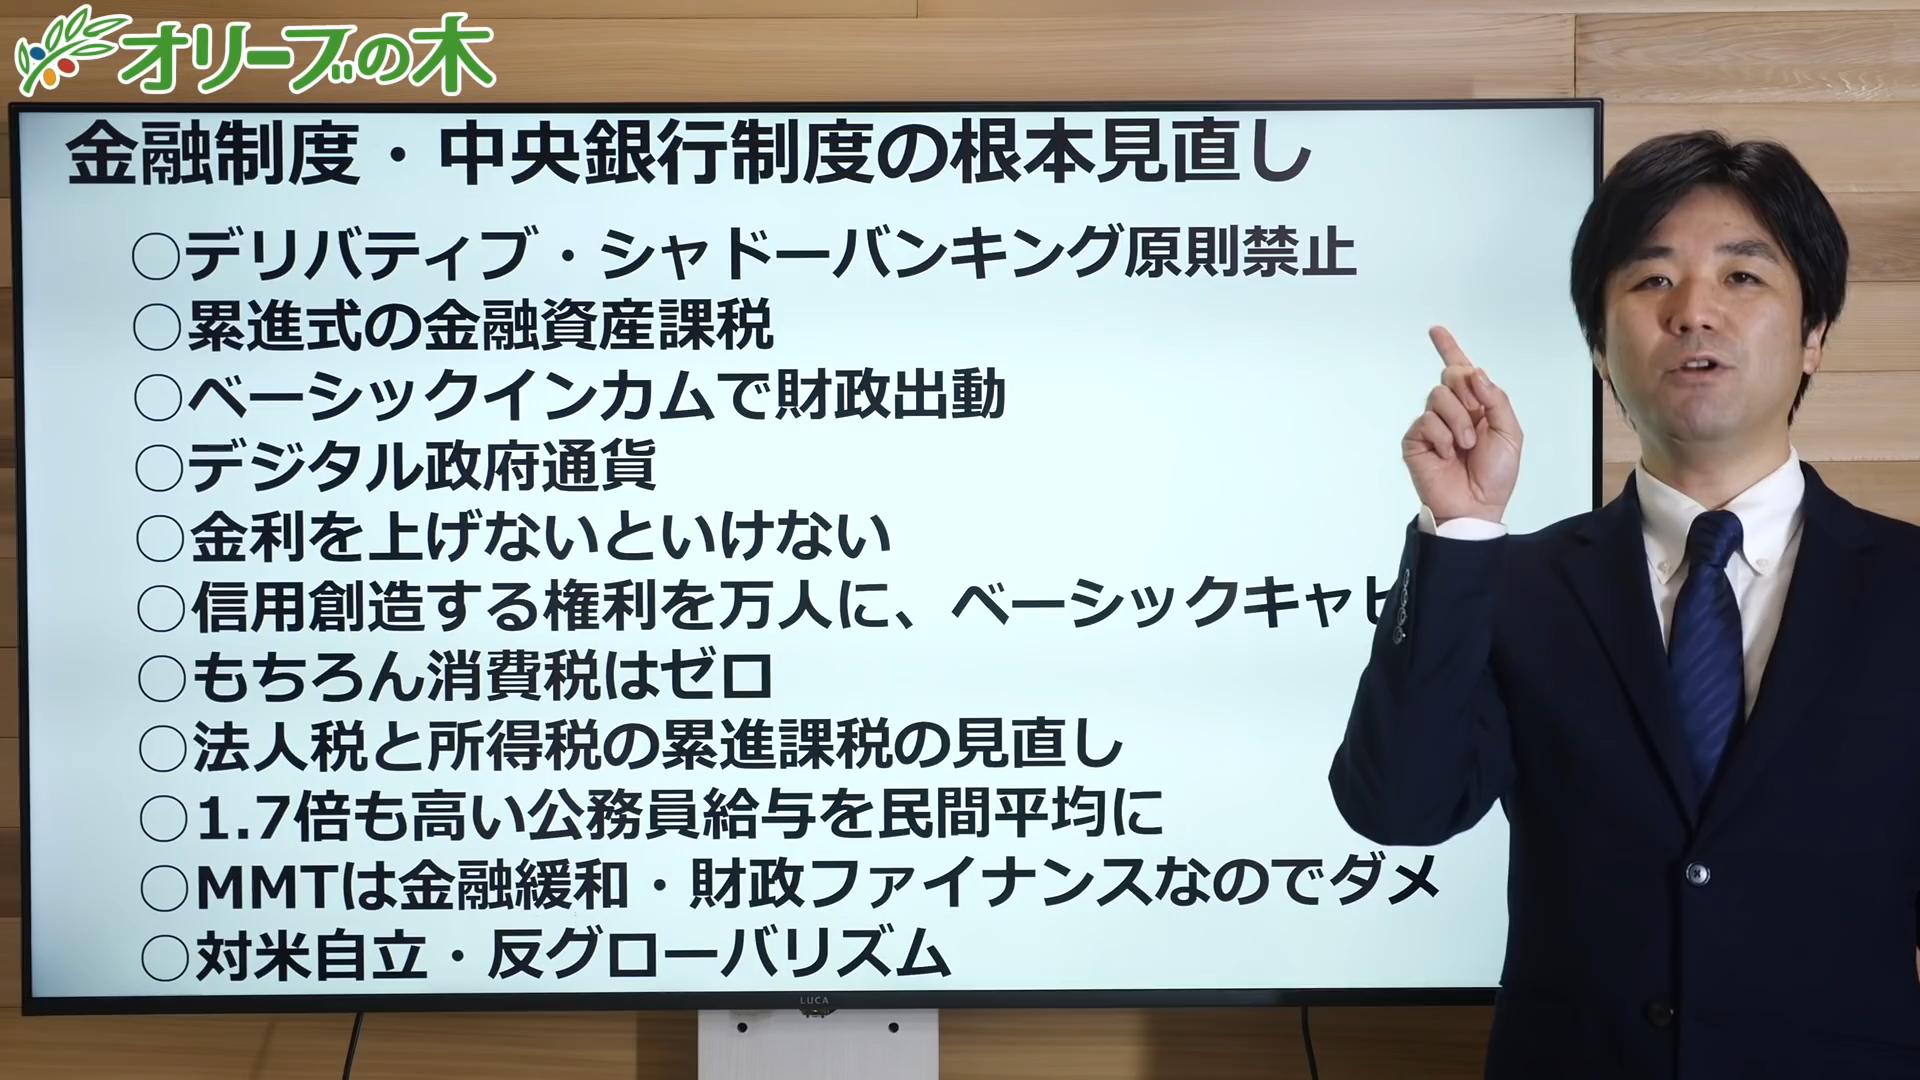 オリーブの木
金融制度・中央銀行制度の根本見直し
○デリバティブ・シャドーバンキング原則禁止
○累進式の金融資産課税
○ベーシックインカムで財政出動
○デジタル政府通貨
○金利を上げないといけない
○信用創造する権利を万人に、ベーシックキャピ
○もちろん消費税はゼロ
○法人税と所得税の累進課税の見直し
○1.7倍も高い公務員給与を民間平均に
○MMTは金融緩和・財政ファイナンスなのでダメ
○対米自立・反グローバリズム
LUCA